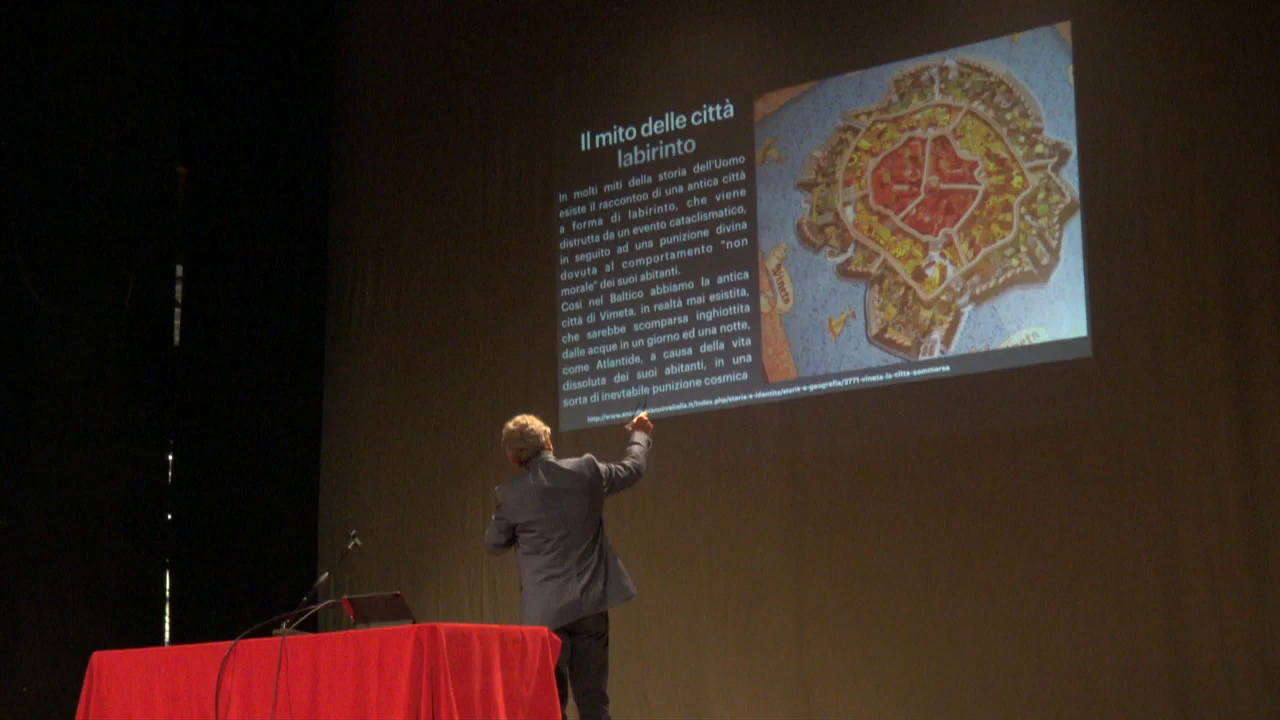 Il mito delle città
labirinto
In molti miti della storia dell'Uomo
esiste il raccontoo di una antica città
a forma di labirinto, che viene
distrutta da un evento cataclismatico,
in seguito ad una punizione divina
dovuta al comportamento "non
morale" dei suoi abitanti.
Così nel Baltico abbiamo la antica
città di Vimeta, in realtà mai esistita,
che sarebbe scomparsa inghiottita
dalle acque in un giorno ed una notte,
come Atlantide, a causa della vita
dissoluta dei suoi abitanti, in una
sorta di inevtabile punizione cosmica
Vineta